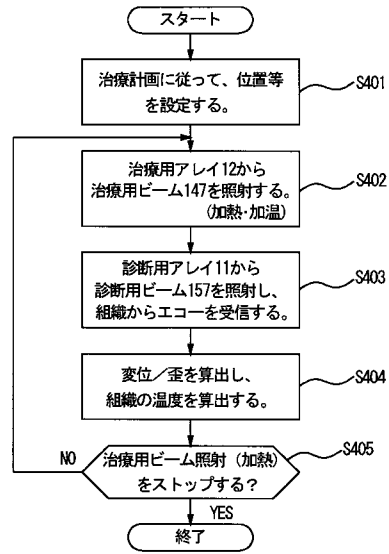 スタート
治療計画に従って、位置等
を設定する。
S401
治療用アレイ12から
治療用ビーム147を照射する。
(加熱・加温)
S402
診断用アレイ11から
診断用ビーム157を照射し、
組織からエコーを受信する。
S403
変位／歪を算出し、
組織の温度を算出する。
S404
治療用ビーム照射（加熱）
をストップする？
S405
NO
YES
終了